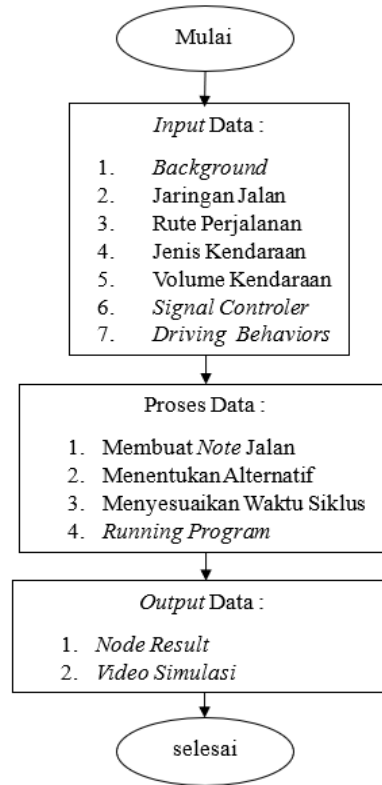 Mulai
Input Data :
1. Background
2. Jaringan Jalan
3. Rute Perjalanan
4. Jenis Kendaraan
5. Volume Kendaraan
6. Signal Controler
7. Driving Behaviors
Proses Data :
1. Membuat Note Jalan
2. Menentukan Alternatif
3. Menyesuaikan Waktu Siklus
4. Running Program
Output Data :
1. Node Result
2. Video Simulasi
selesai